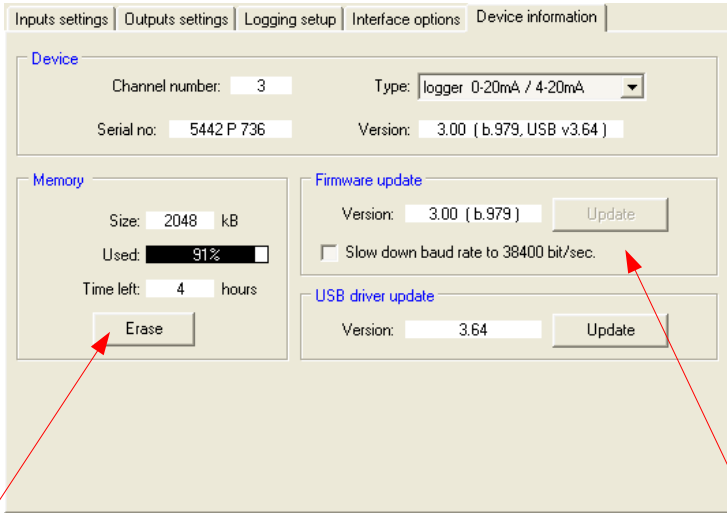 Inputs settings Outputs settings Logging setup Interface options Device information
Device
Channel number: 3 Type: logger 0-20mA / 4-20mA
Serial no: 5442 P 736 Version: 3.00 ( b.979, USB v3.64 )
Memory
Size: 2048 kB
Used: 91%
Time left: 4 hours
Erase
Firmware update
Version: 3.00 ( b.979 ) Update
Slow down baud rate to 38400 bit/sec.
USB driver update
Version: 3.64 Update